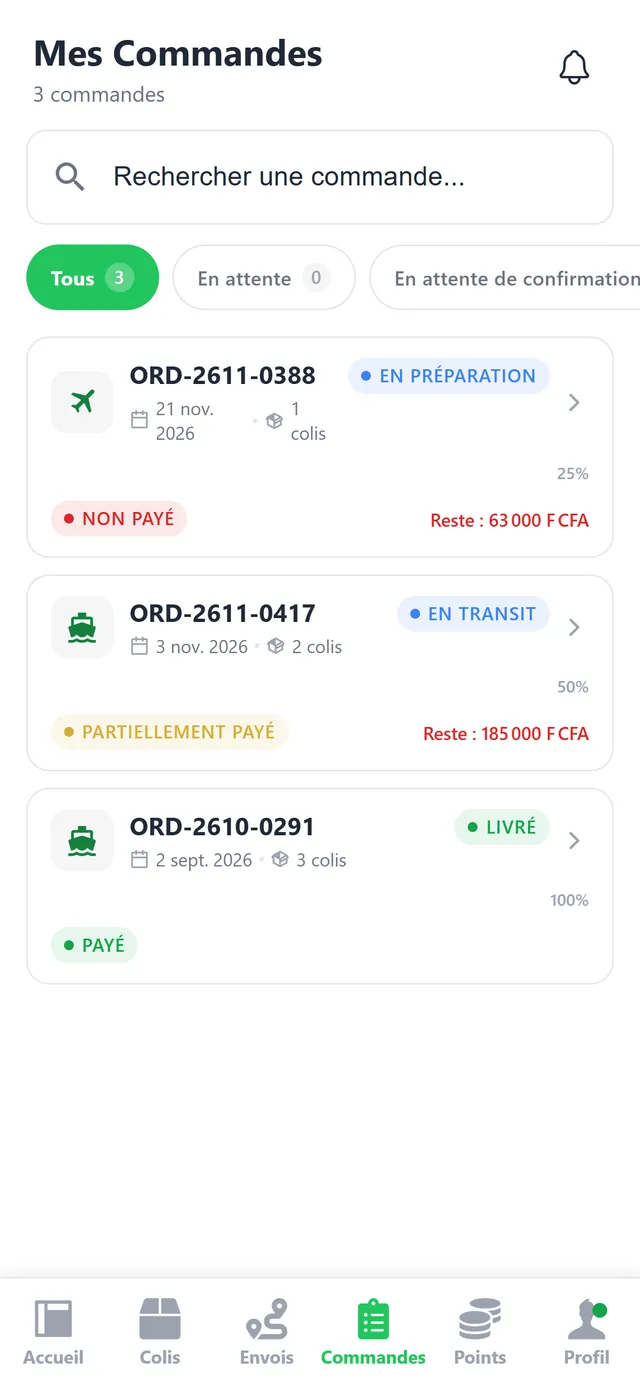 Mes Commandes
3 commandes
Rechercher une commande...
Tous 3
En attente 0
En attente de confirmation
ORD-2611-0388
EN PRÉPARATION
21 nov. 2026 • 1 colis
25%
NON PAYÉ
Reste : 63 000 F CFA
ORD-2611-0417
EN TRANSIT
3 nov. 2026 • 2 colis
50%
PARTIELLEMENT PAYÉ
Reste : 185 000 F CFA
ORD-2610-0291
LIVRÉ
2 sept. 2026 • 3 colis
100%
PAYÉ
Accueil
Colis
Envois
Commandes
Points
Profil